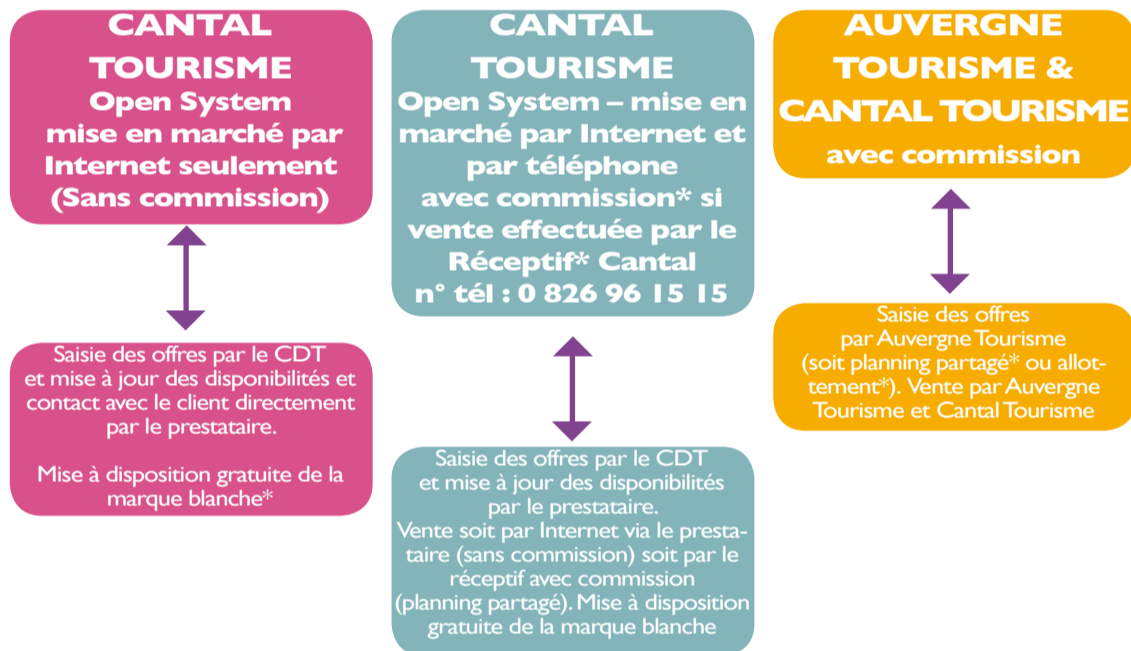 CANTAL
TOURISME
Open System
mise en marché par
Internet seulement
(Sans commission)
Saisie des offres par le CDT
et mise à jour des disponibilités et
contact avec le client directement
par le prestataire.
Mise à disposition gratuite de la
marque blanche*
CANTAL
TOURISME
Open System – mise en
marché par Internet et
par téléphone
avec commission* si
vente effectuée par le
Réceptif* Cantal
n° tél : 0 826 96 15 15
Saisie des offres par le CDT
et mise à jour des disponibilités
par le prestataire.
Vente soit par Internet via le presta-
taire (sans commission) soit par le
réceptif avec commission
(planning partagé). Mise à disposition
gratuite de la marque blanche
AUVERGNE
TOURISME &
CANTAL TOURISME
avec commission
Saisie des offres
par Auvergne Tourisme
(soit planning partagé* ou allot-
tement*). Vente par Auvergne
Tourisme et Cantal Tourisme